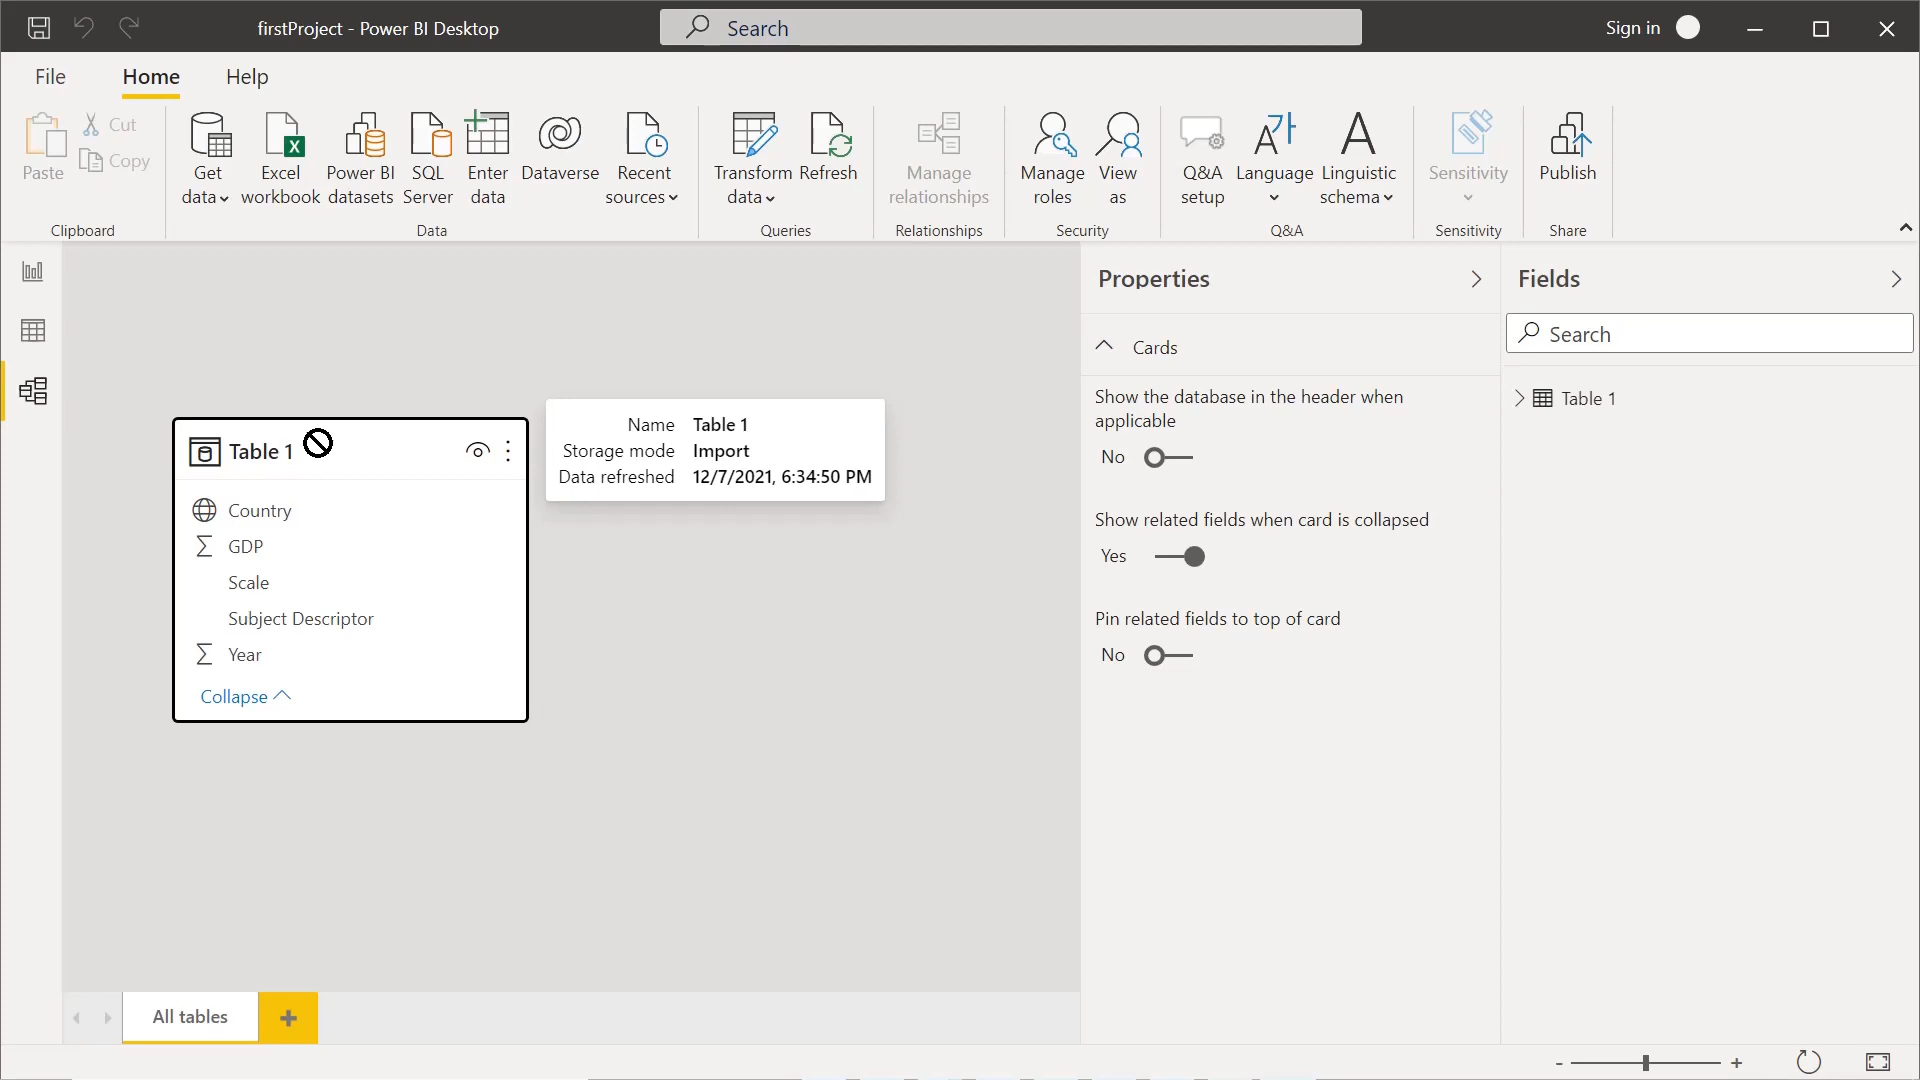 firstProject - Power BI Desktop
Search
Sign in
File
Home
Help
Paste
Cut
Copy
Clipboard
Get
data
Excel
workbook
Power BI
datasets
SQL
Server
Enter
data
Dataverse
Recent
sources
Data
Transform
data
Refresh
Queries
Manage
relationships
Relationships
Manage
roles
View
as
Security
Q&A
setup
Language
Linguistic
schema
Q&A
Sensitivity
Sensitivity
Publish
Share
Table 1
Country
GDP
Scale
Subject Descriptor
Year
Collapse
Name Table 1
Storage mode Import
Data refreshed 12/7/2021, 6:34:50 PM
Properties
Cards
Show the database in the header when
applicable
No
Show related fields when card is collapsed
Yes
Pin related fields to top of card
No
Fields
Search
Table 1
All tables
+
- +